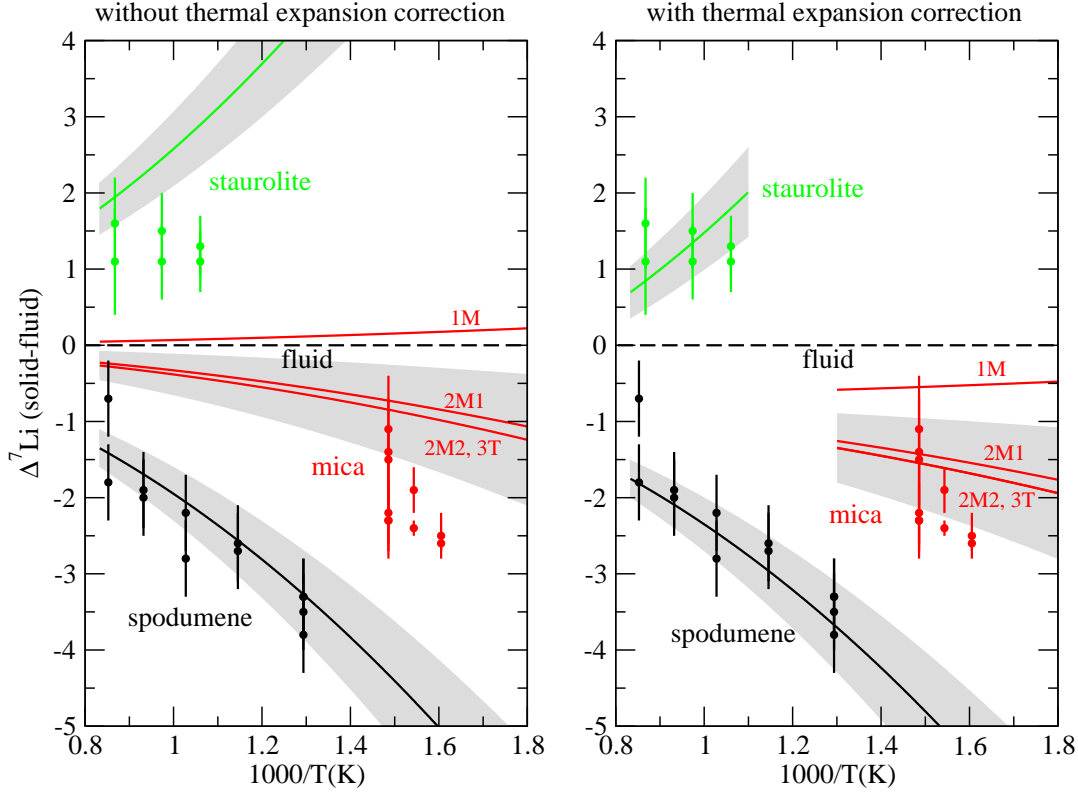 without thermal expansion correction
with thermal expansion correction
Δ⁷Li (solid-fluid)
4
3
2
1
0
-1
-2
-3
-4
-5
starolite
1M
fluid
2M1
2M2, 3T
mica
spodumene
0.8
1
1.2
1.4
1.6
1.8
1000/T(K)
4
3
2
1
0
-1
-2
-3
-4
-5
staurolite
1M
fluid
2M1
2M2, 3T
mica
spodumene
0.8
1
1.2
1.4
1.6
1.8
1000/T(K)